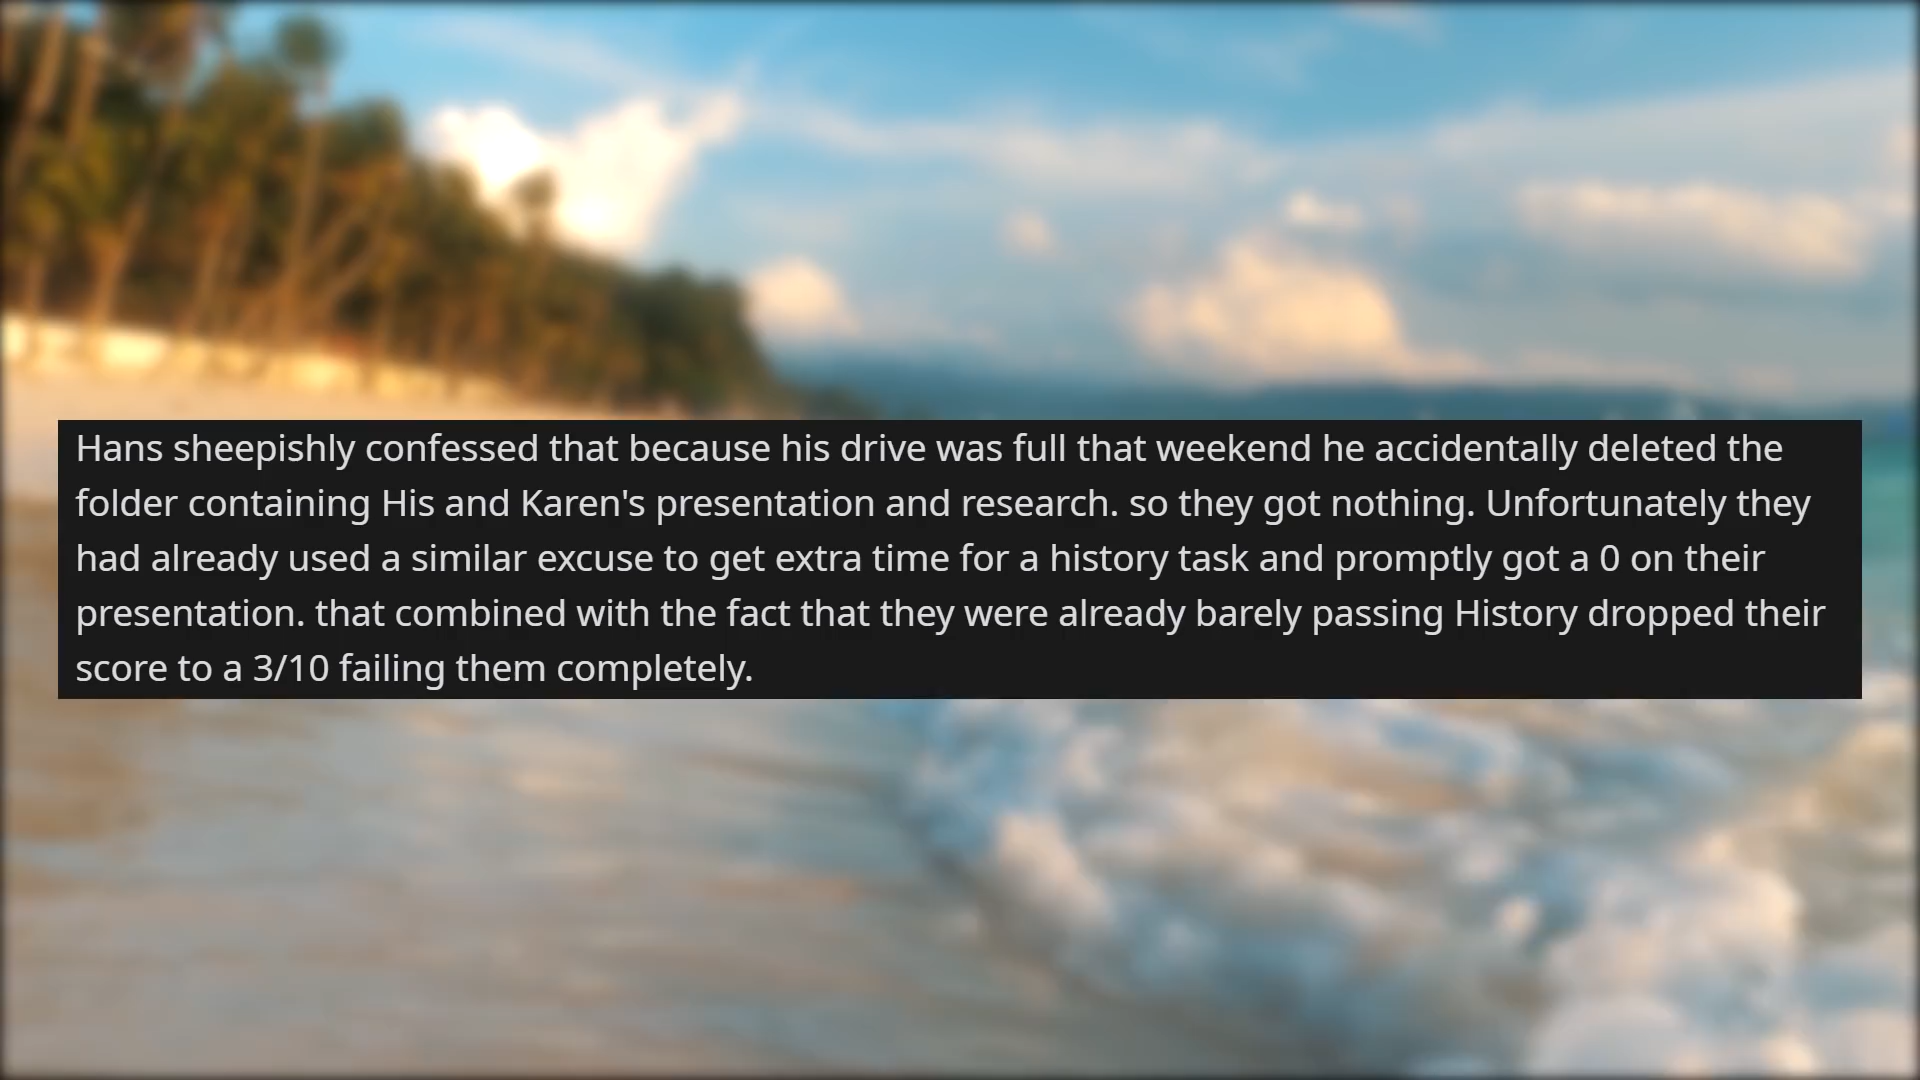 Hans sheepishly confessed that because his drive was full that weekend he accidentally deleted the
folder containing His and Karen's presentation and research. so they got nothing. Unfortunately they
had already used a similar excuse to get extra time for a history task and promptly got a 0 on their
presentation. that combined with the fact that they were already barely passing History dropped their
score to a 3/10 failing them completely.